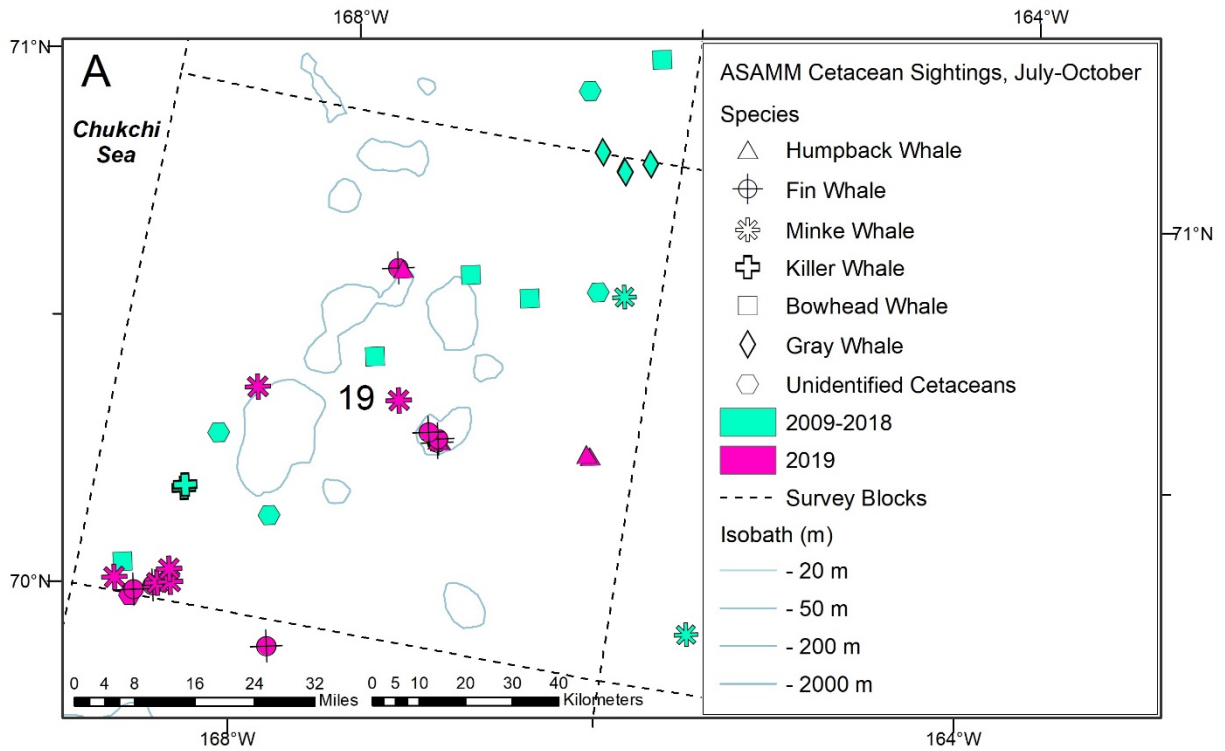 168°W
164°W
71°N
A
ASAMM Cetacean Sightings, July-October
Species
Chukchi
Sea
Humpback Whale
Fin Whale
71°N
Minke Whale
Killer Whale
Bowhead Whale
Gray Whale
Unidentified Cetaceans
19
2009-2018
2019
Survey Blocks
Isobath (m)
70°N
- 20 m
- 50 m
- 200 m
- 2000 m
0 4 8 16 24 32
Miles
0 5 10 20 30 40
Kilometers
168°W
164°W